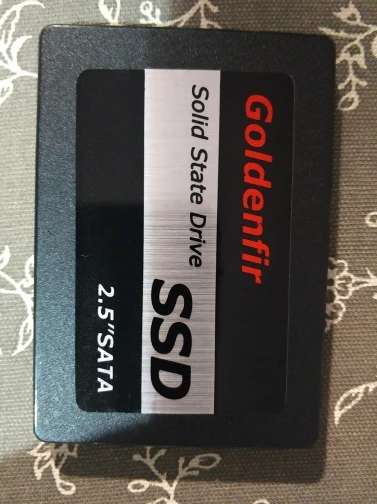 Goldenfir
Solid State Drive
SSD
2.5"SATA